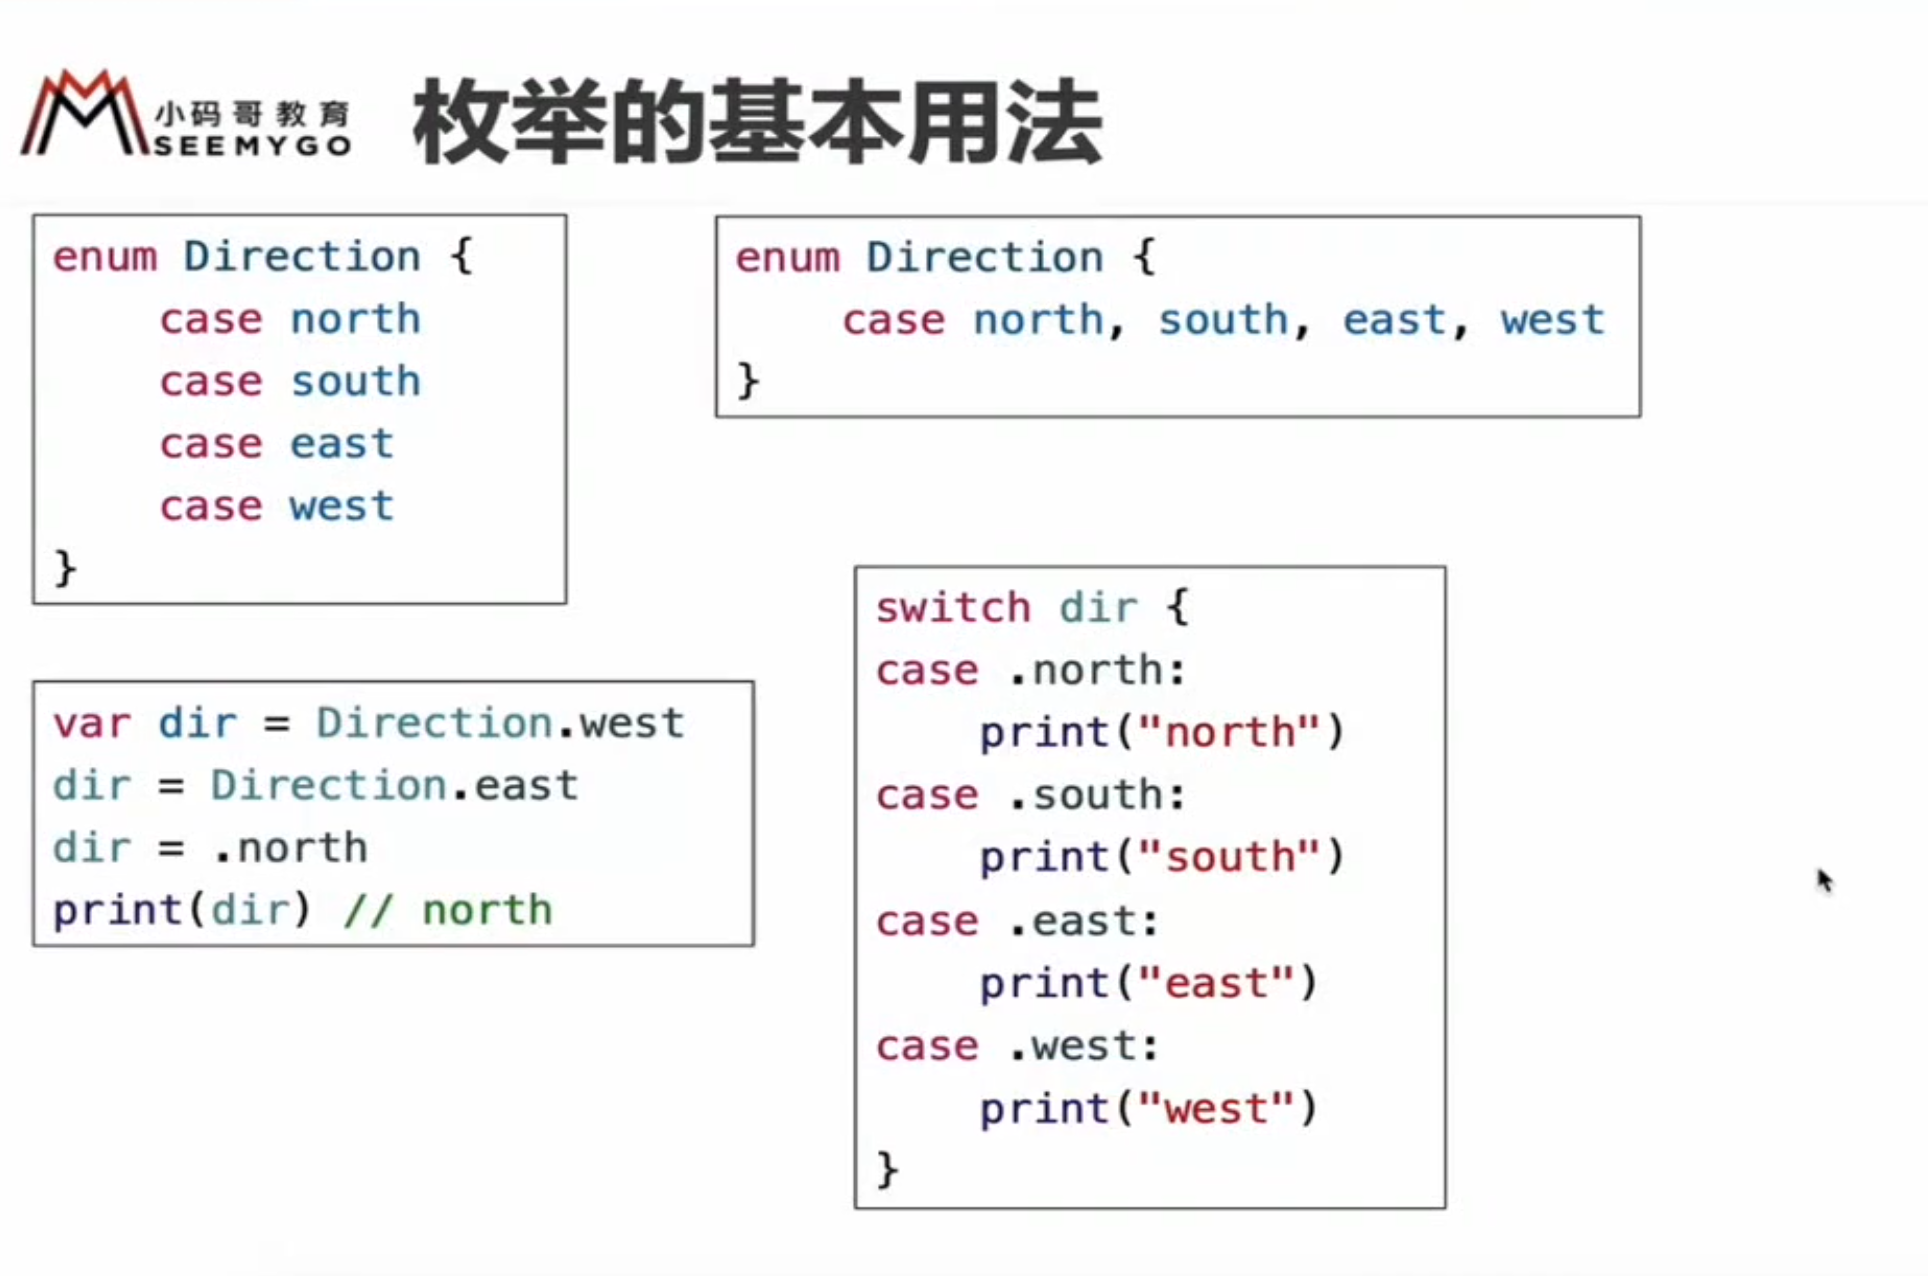 小码哥教育
SEEMYGO
枚举的基本用法
enum Direction {
    case north
    case south
    case east
    case west
}
enum Direction {
    case north, south, east, west
}
var dir = Direction.west
dir = Direction.east
dir = .north
print(dir) // north
switch dir {
case .north:
    print("north")
case .south:
    print("south")
case .east:
    print("east")
case .west:
    print("west")
}